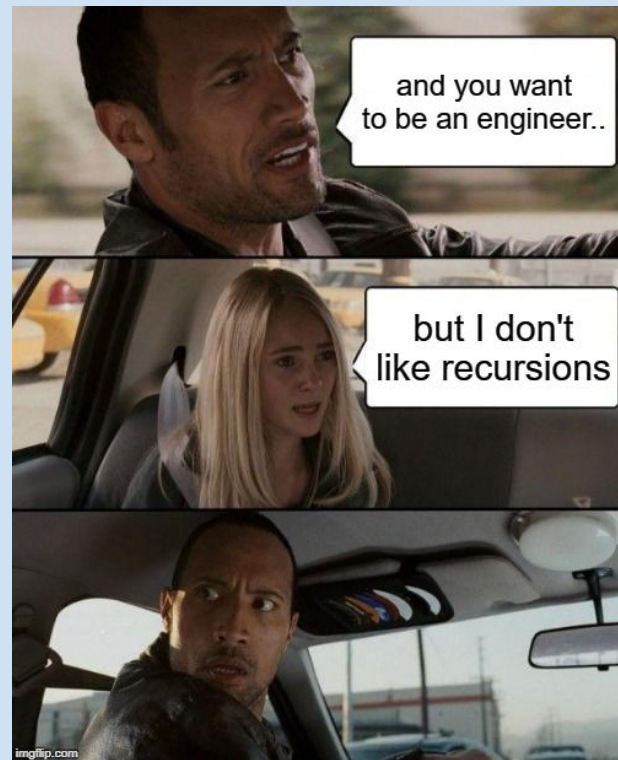 and you want
to be an engineer..
but I don't
like recursions
imgflip.com